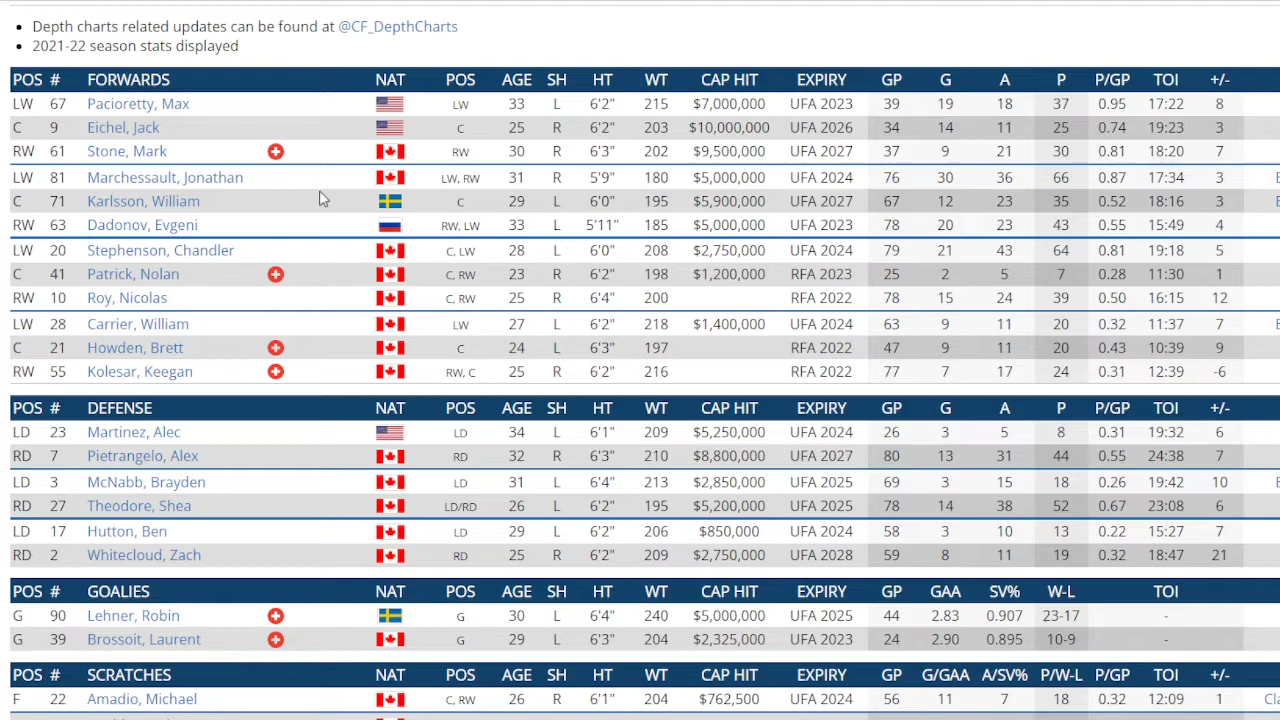 Depth charts related updates can be found at @CF_DepthCharts
2021-22 season stats displayed
POS # FORWARDS NAT POS AGE SH HT WT CAP HIT EXPIRY GP G A P P/GP TOI +/-
LW 67 Pacioretty, Max LW 33 L 6'2" 215 $7,000,000 UFA 2023 39 19 18 37 0.95 17:22 8
C 9 Eichel, Jack C 25 R 6'2" 203 $10,000,000 UFA 2026 34 14 11 25 0.74 19:23 3
RW 61 Stone, Mark RW 30 R 6'3" 202 $9,500,000 UFA 2027 37 9 21 30 0.81 18:20 7
LW 81 Marchessault, Jonathan LW, RW 31 R 5'9" 180 $5,000,000 UFA 2024 76 30 36 66 0.87 17:34 3
C 71 Karlsson, William C 29 L 6'0" 195 $5,900,000 UFA 2027 67 12 23 35 0.52 18:16 3
RW 63 Dadonov, Evgeni RW, LW 33 L 5'11" 185 $5,000,000 UFA 2023 78 20 23 43 0.55 15:49 4
LW 20 Stephenson, Chandler C, LW 28 L 6'0" 208 $2,750,000 UFA 2024 79 21 43 64 0.81 19:18 5
C 41 Patrick, Nolan C, RW 23 R 6'2" 198 $1,200,000 RFA 2023 25 2 5 7 0.28 11:30 1
RW 10 Roy, Nicolas C, RW 25 R 6'4" 200 RFA 2022 78 15 24 39 0.50 16:15 12
LW 28 Carrier, William LW 27 L 6'2" 218 $1,400,000 UFA 2024 63 9 11 20 0.32 11:37 7
C 21 Howden, Brett C 24 L 6'3" 197 RFA 2022 47 9 11 20 0.43 10:39 9
RW 55 Kolesar, Keegan RW, C 25 R 6'2" 216 RFA 2022 77 7 17 24 0.31 12:39 -6
POS # DEFENSE NAT POS AGE SH HT WT CAP HIT EXPIRY GP G A P P/GP TOI +/-
LD 23 Martinez, Alec LD 34 L 6'1" 209 $5,250,000 UFA 2024 26 3 5 8 0.31 19:32 6
RD 7 Pietrangelo, Alex RD 32 R 6'3" 210 $8,800,000 UFA 2027 80 13 31 44 0.55 24:38 7
LD 3 McNabb, Brayden LD 31 L 6'4" 213 $2,850,000 UFA 2025 69 3 15 18 0.26 19:42 10
RD 27 Theodore, Shea LD/RD 26 L 6'2" 195 $5,200,000 UFA 2025 78 14 38 52 0.67 23:08 6
LD 17 Hutton, Ben LD 29 L 6'2" 206 $850,000 UFA 2024 58 3 10 13 0.22 15:27 7
RD 2 Whitecloud, Zach RD 25 R 6'2" 209 $2,750,000 UFA 2028 59 8 11 19 0.32 18:47 21
POS # GOALIES NAT POS AGE SH HT WT CAP HIT EXPIRY GP GAA SV% W-L TOI
G 90 Lehner, Robin G 30 L 6'4" 240 $5,000,000 UFA 2025 44 2.83 0.907 23-17 -
G 39 Brossoit, Laurent G 29 L 6'3" 204 $2,325,000 UFA 2023 24 2.90 0.895 10-9 -
POS # SCRATCHES NAT POS AGE SH HT WT CAP HIT EXPIRY GP G/GAA A/SV% P/W-L P/GP TOI +/-
F 22 Amadio, Michael C, RW 26 R 6'1" 204 $762,500 UFA 2024 56 11 7 18 0.32 12:09 1